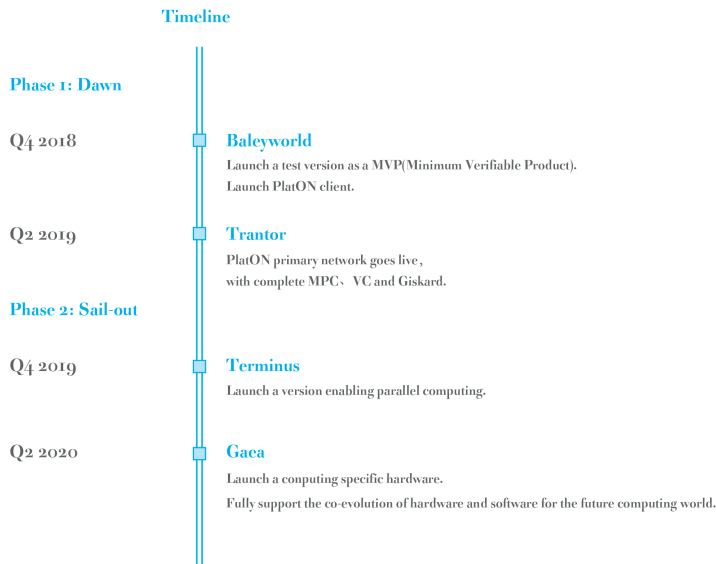 Timeline
Phase 1: Dawn
Q4 2018
Baleyworld
Launch a test version as a MVP(Minimum Verifiable Product).
Launch PlatON client.
Q2 2019
Trantor
PlatON primary network goes live,
with complete MPC、VC and Giskard.
Phase 2: Sail-out
Q4 2019
Terminus
Launch a version enabling parallel computing.
Q2 2020
Gaea
Launch a conputing specific hardware.
Fully support the co-evolution of hardware and software for the future computing world.